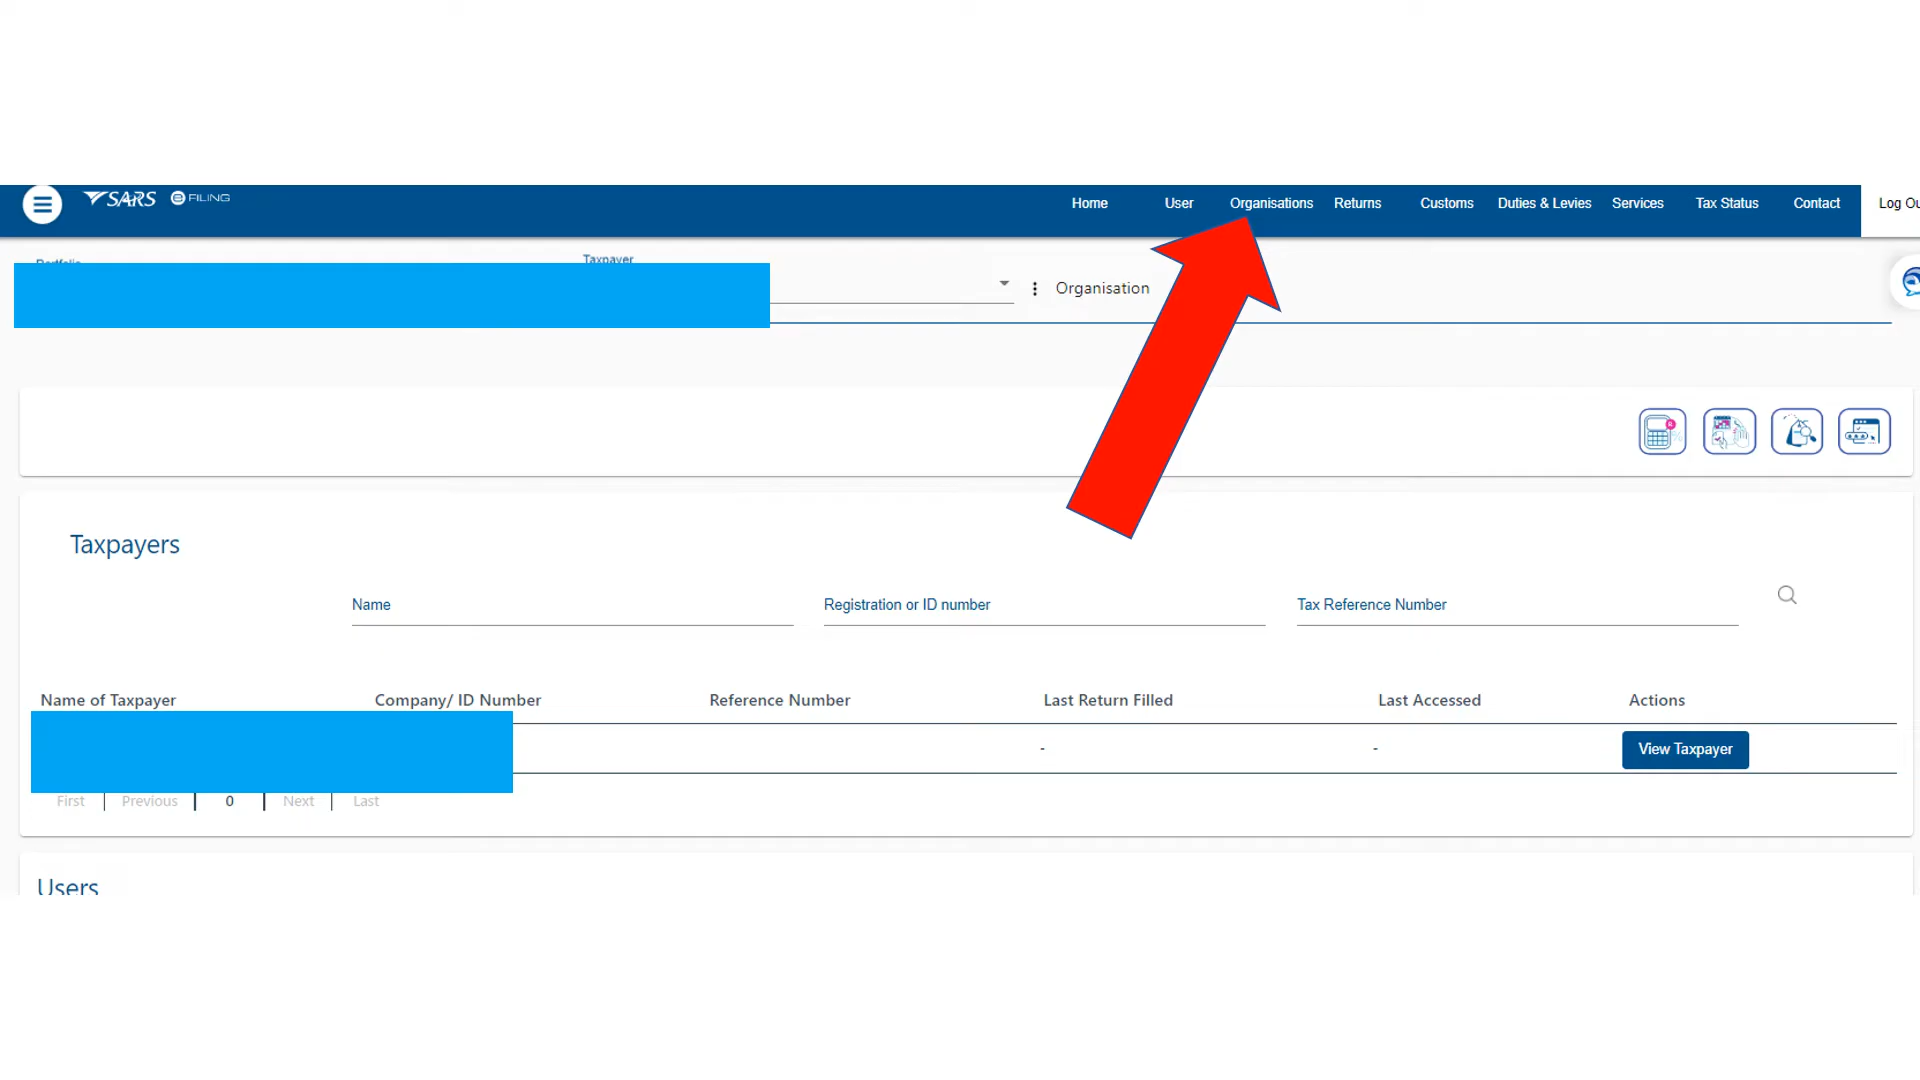 SARS eFILING
Home User Organisations Returns Customs Duties & Levies Services Tax Status Contact Log Ou
Portfolio Taxpayer
Organisation
Taxpayers
Name Registration or ID number Tax Reference Number
Name of Taxpayer Company/ ID Number Reference Number Last Return Filled Last Accessed Actions
- - View Taxpayer
First Previous 0 Next Last
Users